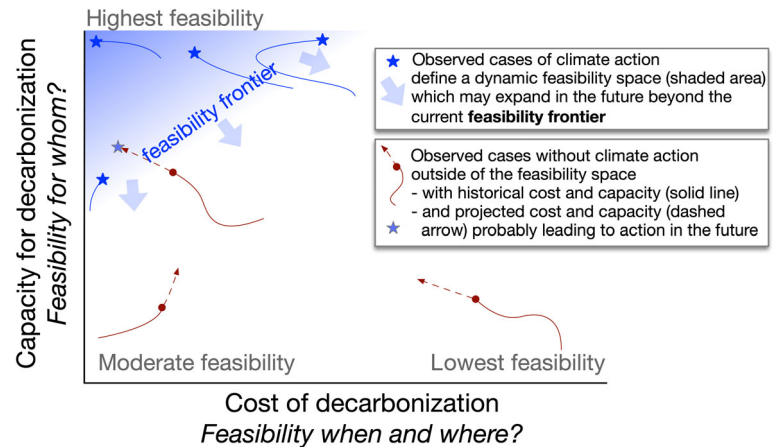 Highest feasibility
Observed cases of climate action
define a dynamic feasibility space (shaded area)
which may expand in the future beyond the
current feasibility frontier
feasibility frontier
Observed cases without climate action
outside of the feasibility space
- with historical cost and capacity (solid line)
- and projected cost and capacity (dashed
arrow) probably leading to action in the future
Capacity for decarbonization
Feasibility for whom?
Moderate feasibility
Lowest feasibility
Cost of decarbonization
Feasibility when and where?